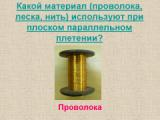 Какой материал (проволока,
леска, нить) используют при
плоском параллельном
плетении?
Проволока